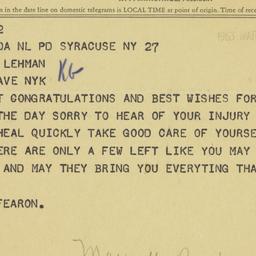 in the date line on domestic telegrams is LOCAL TIME at point of origin. Time of rece
2
DA NL PD SYRACUSE NY 27
LEHMAN
AVE NYK
T CONGRATULATIONS AND BEST WISHES FOR
THE DAY SORRY TO HEAR OF YOUR INJURY
HEAL QUICKLY TAKE GOOD CARE OF YOURSE
ERE ARE ONLY A FEW LEFT LIKE YOU MAY
AND MAY THEY BRING YOU EVERYTING THA
FEARON.